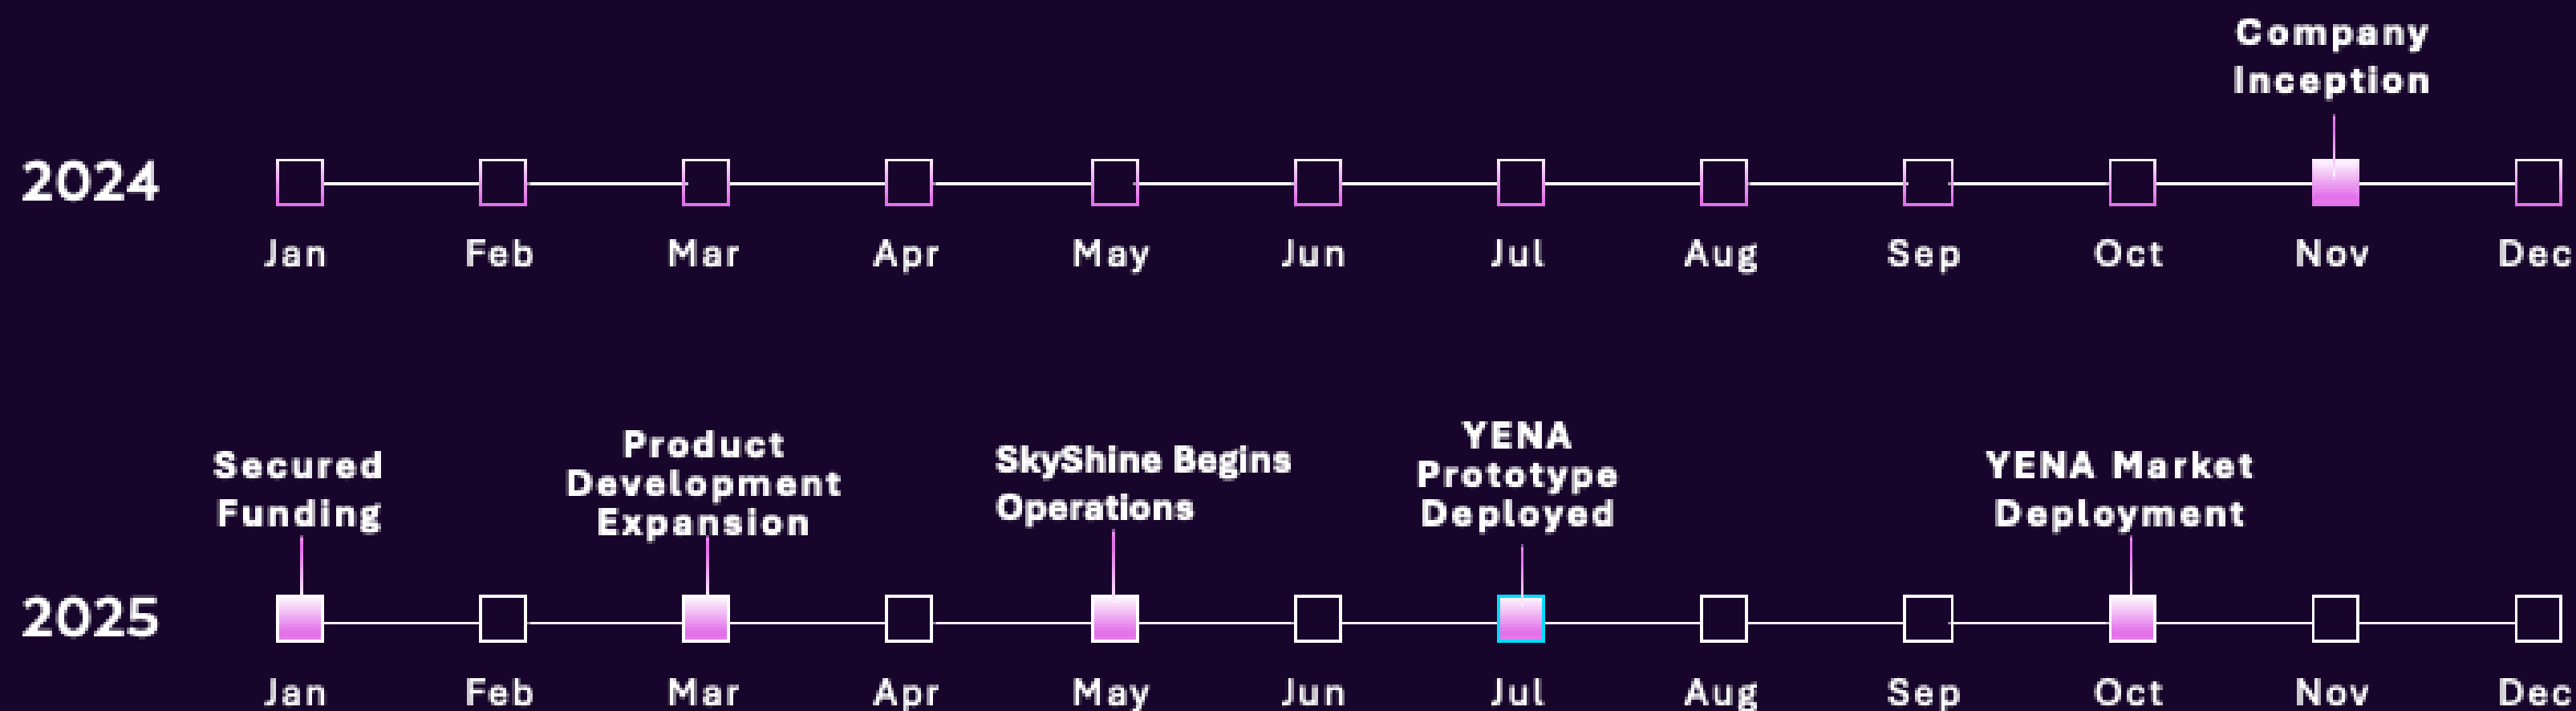 Company
Inception
2024
Jan Feb Mar Apr May Jun Jul Aug Sep Oct Nov Dec
Secured
Funding
Product
Development
Expansion
SkyShine Begins
Operations
YENA
Prototype
Deployed
YENA Market
Deployment
2025
Jan Feb Mar Apr May Jun Jul Aug Sep Oct Nov Dec